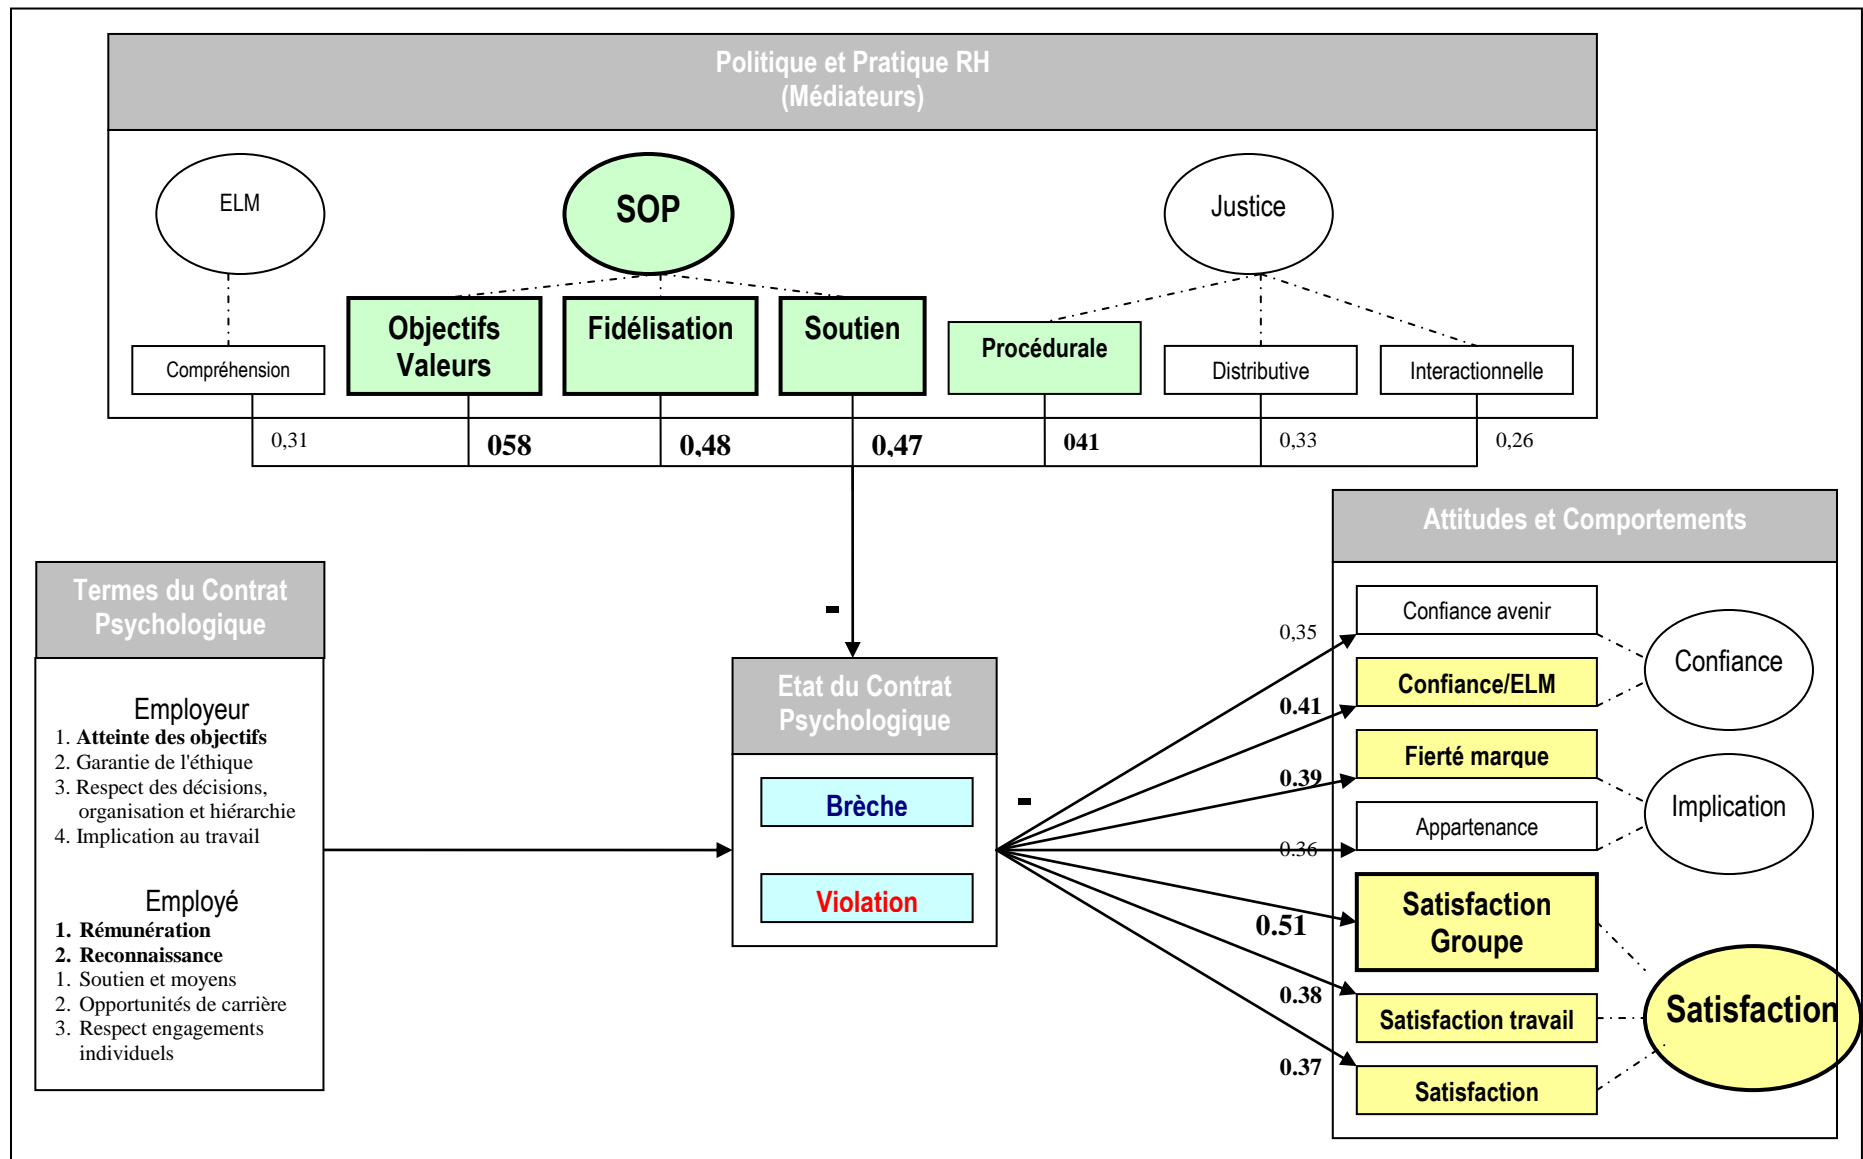 Politique et Pratique RH
(Médiateurs)
ELM
SOP
Justice
Objectifs
Valeurs
Fidélisation
Soutien
Procédurale
Compréhension
Distributive
Interactionnelle
0,31
058
0,48
0,47
041
0,33
0,26
Attitudes et Comportements
Termes du Contrat
Psychologique
Employeur
1. Atteinte des objectifs
2. Garantie de l'éthique
3. Respect des décisions,
organisation et hiérarchie
4. Implication au travail
Employé
1. Rémunération
2. Reconnaissance
1. Soutien et moyens
2. Opportunités de carrière
3. Respect engagements
individuels
-
Etat du Contrat
Psychologique
Brèche
Violation
-
0,35
0.41
0.39
0.36
0.51
0.38
0.37
Confiance avenir
Confiance/ELM
Fierté marque
Appartenance
Satisfaction
Groupe
Satisfaction travail
Satisfaction
Confiance
Implication
Satisfaction